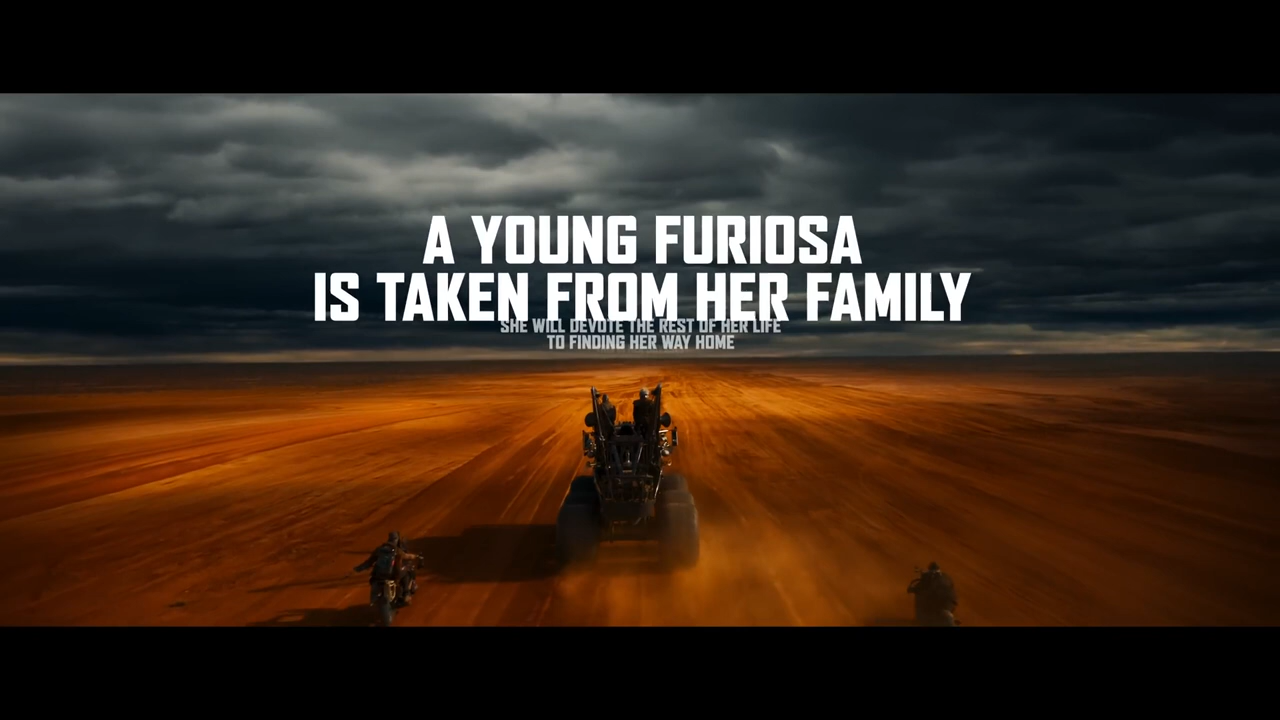 A YOUNG FURIOSA
IS TAKEN FROM HER FAMILY
SHE WILL DEVOTE THE REST OF HER LIFE
TO FINDING HER WAY HOME